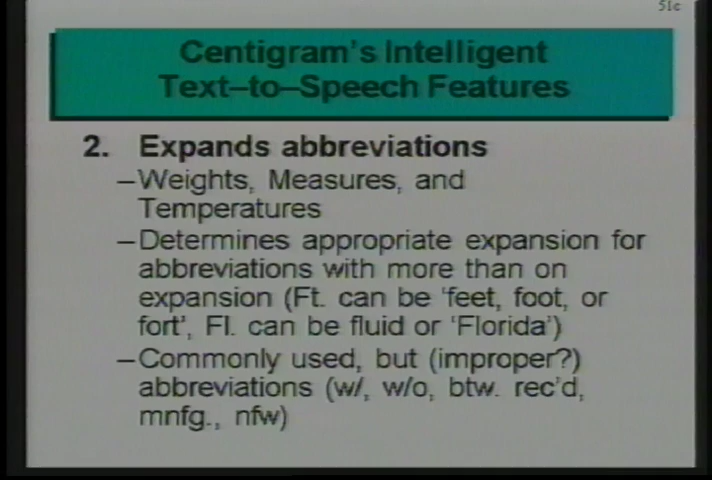 51c
Centigram's Intelligent
Text–to–Speech Features
2. Expands abbreviations
–Weights, Measures, and
Temperatures
–Determines appropriate expansion for
abbreviations with more than on
expansion (Ft. can be 'feet, foot, or
fort', Fl. can be fluid or 'Florida')
–Commonly used, but (improper?)
abbreviations (w/, w/o, btw. rec'd,
mnfg., nfw)